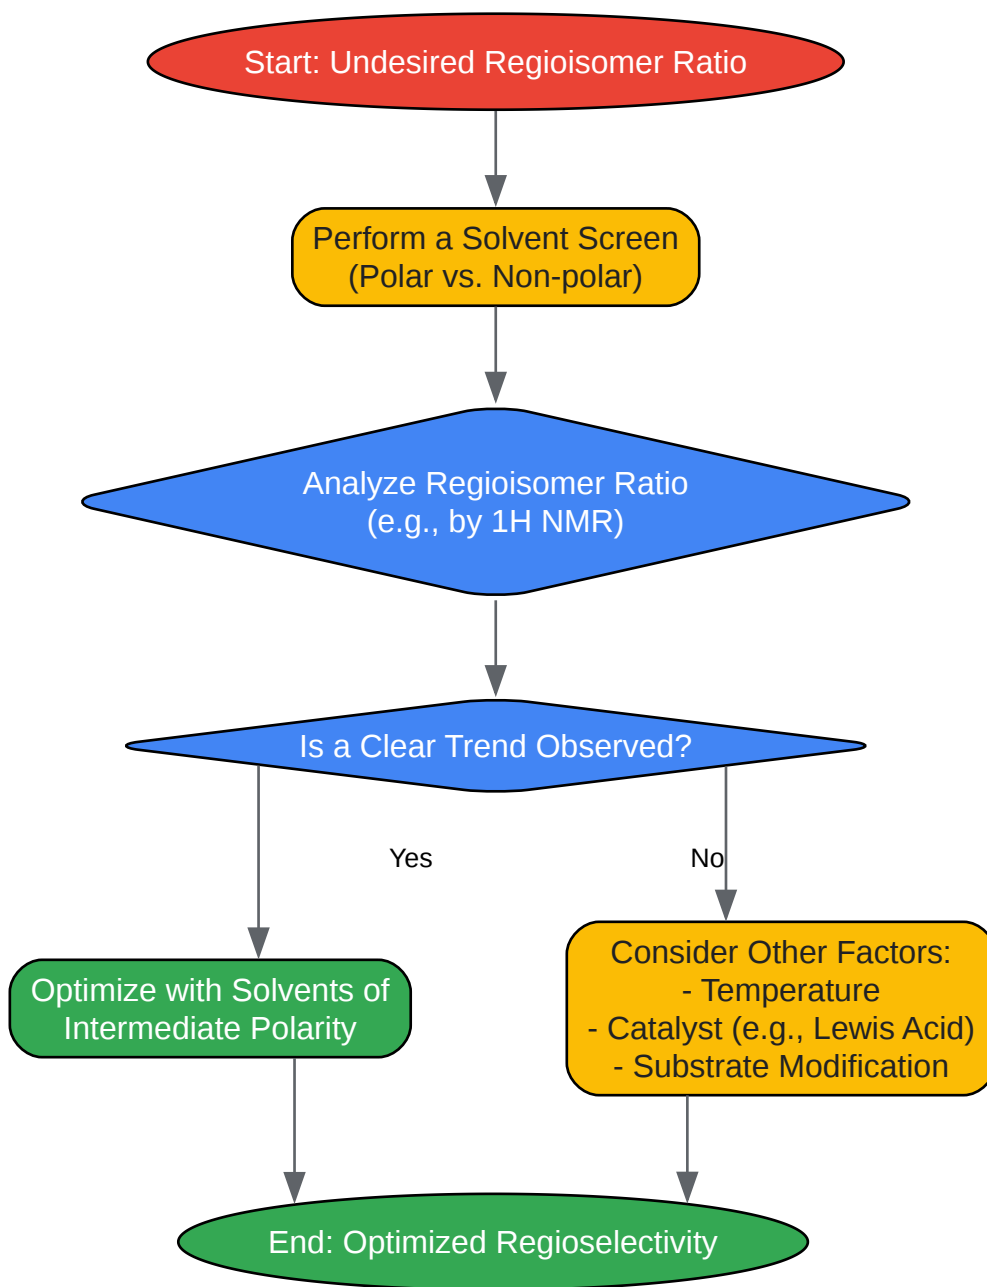 Start: Undesired Regioisomer Ratio
Perform a Solvent Screen
(Polar vs. Non-polar)
Analyze Regioisomer Ratio
(e.g., by 1H NMR)
Is a Clear Trend Observed?
Yes
No
Optimize with Solvents of
Intermediate Polarity
Consider Other Factors:
- Temperature
- Catalyst (e.g., Lewis Acid)
- Substrate Modification
End: Optimized Regioselectivity